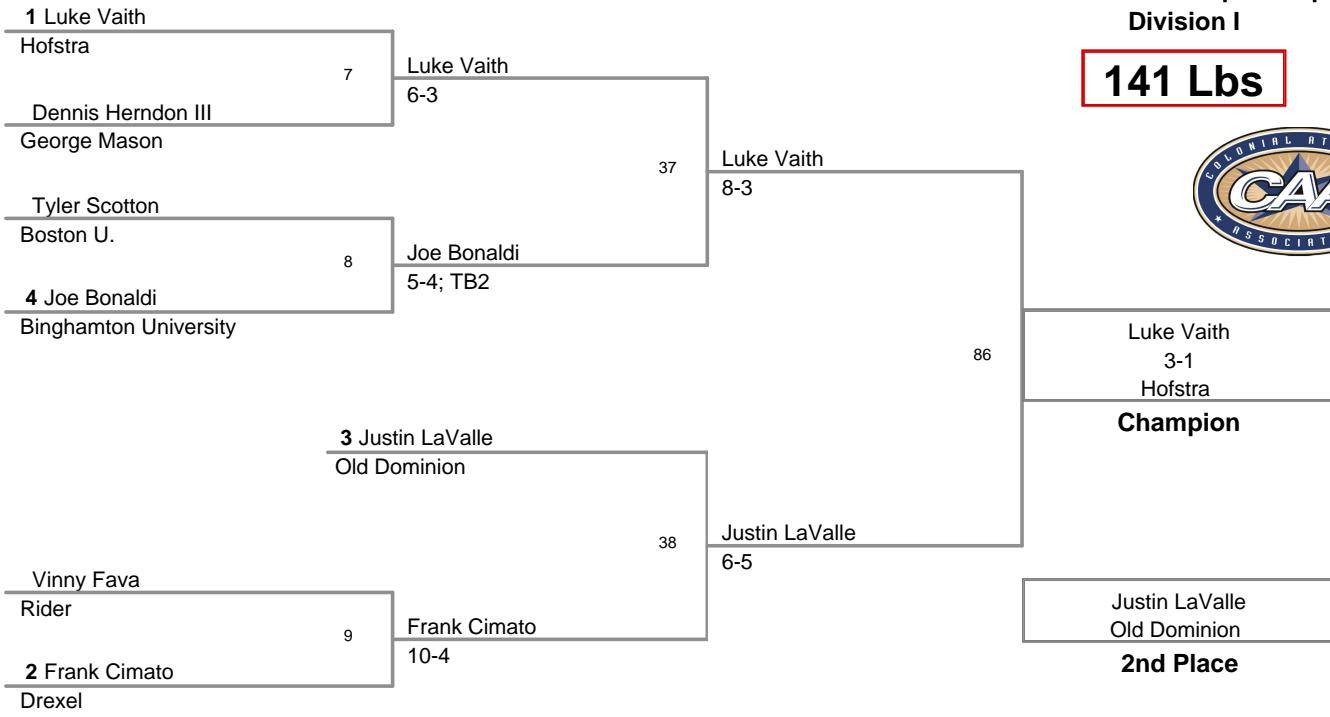 Division I
141 Lbs
COLONIAL
CAA
1 Luke Vaith
Hofstra
7
Dennis Herndon III
George Mason
Luke Vaith
6-3
Tyler Scotton
Boston U.
8
4 Joe Bonaldi
Binghamton University
Joe Bonaldi
5-4; TB2
37
Luke Vaith
8-3
3 Justin LaValle
Old Dominion
Vinny Fava
Rider
9
2 Frank Cimato
Drexel
Frank Cimato
10-4
38
Justin LaValle
6-5
86
Luke Vaith
3-1
Hofstra
Champion
Justin LaValle
Old Dominion
2nd Place